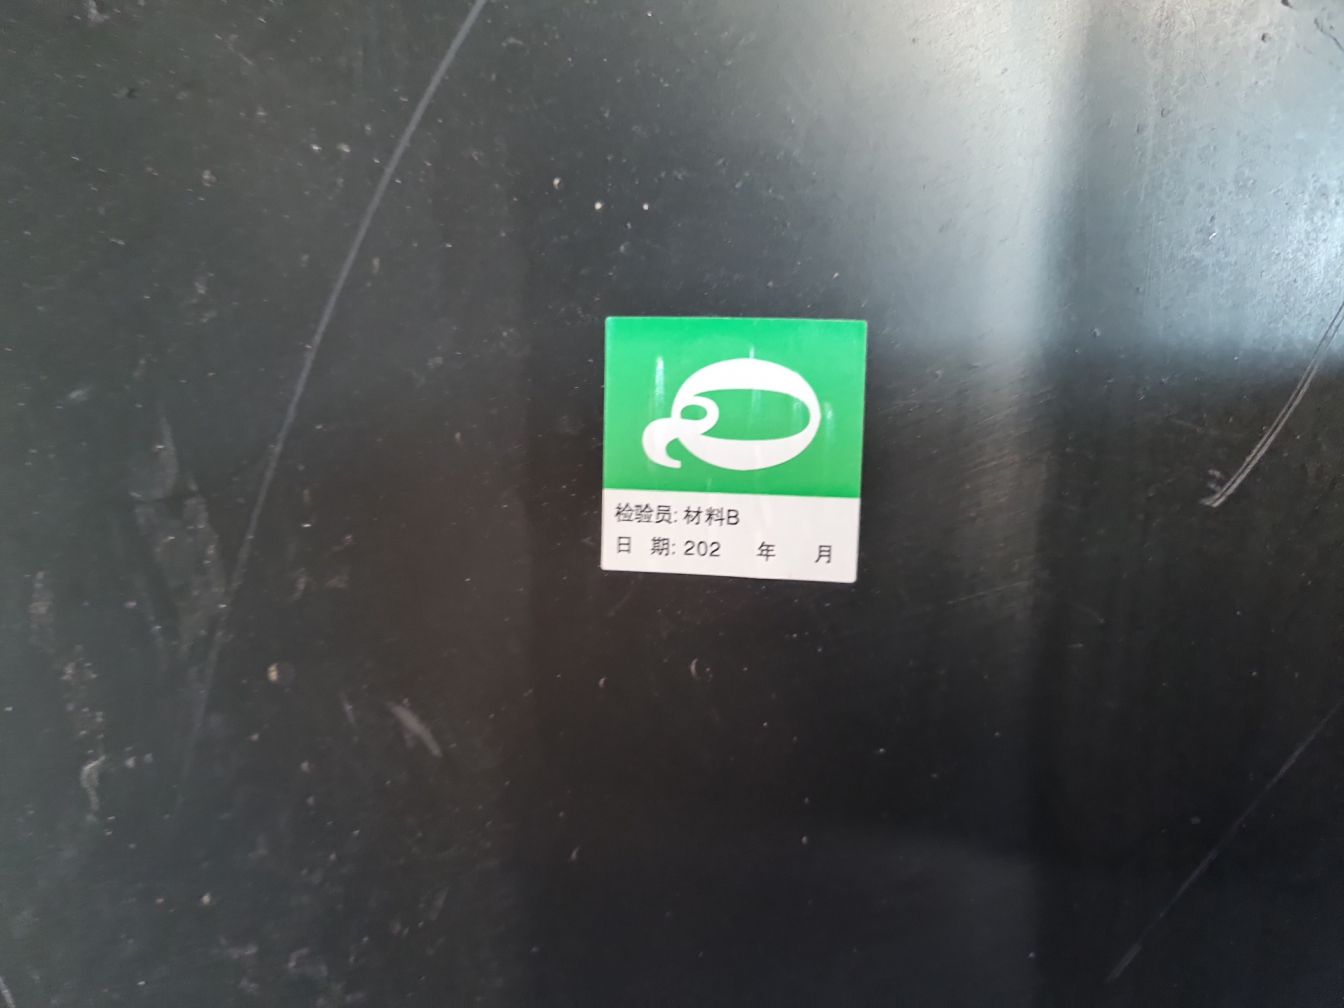 检验员: 材料B
日 期: 202 年 月